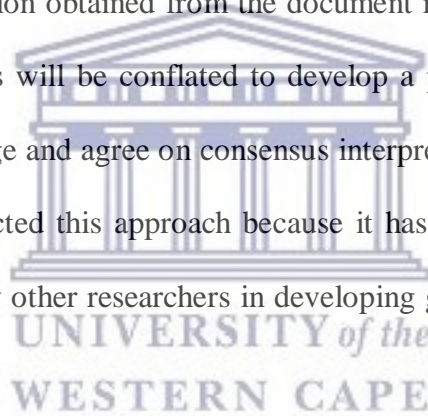 ion obtained from the document
s will be conflated to develop a
ge and agree on consensus interpre
cted this approach because it has
other researchers in developing
UNIVERSITY of the
WESTERN CAPE